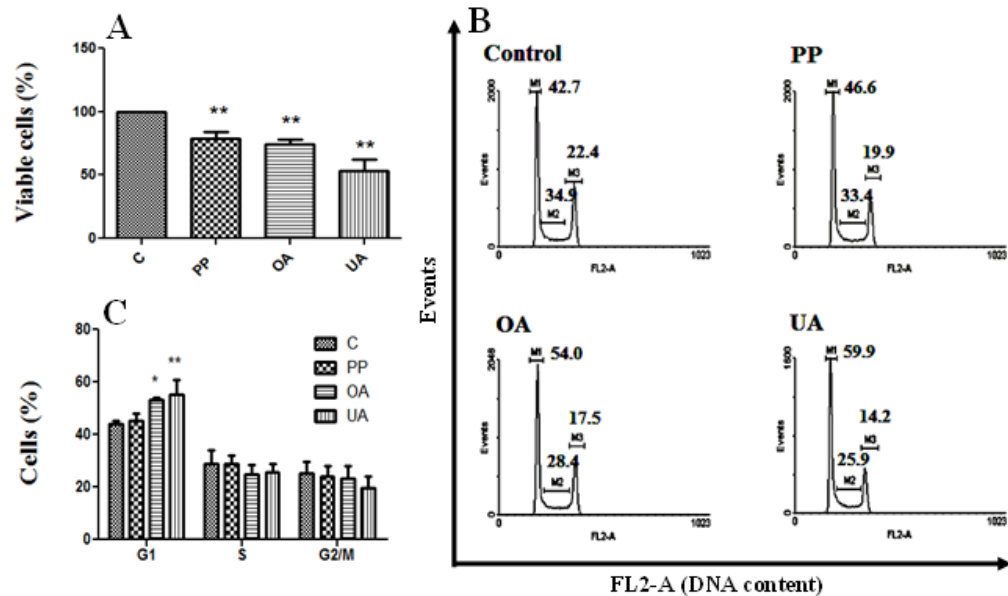 A
Viable cells (%)
150
100
50
0
C
PP
OA
UA
**
**
**
B
Events
FL2-A (DNA content)
Control
2000
Events
0
0
FL2-A
1023
M1
42.7
M3
22.4
M2
34.9
PP
2000
Events
0
0
FL2-A
1023
M1
46.6
M3
19.9
M2
33.4
OA
2048
Events
0
0
FL2-A
1023
M1
54.0
M3
17.5
M2
28.4
UA
1600
Events
0
0
FL2-A
1023
M1
59.9
M3
14.2
M2
25.9
C
Cells (%)
80
60
40
20
0
G1
S
G2/M
*
**
C
PP
OA
UA